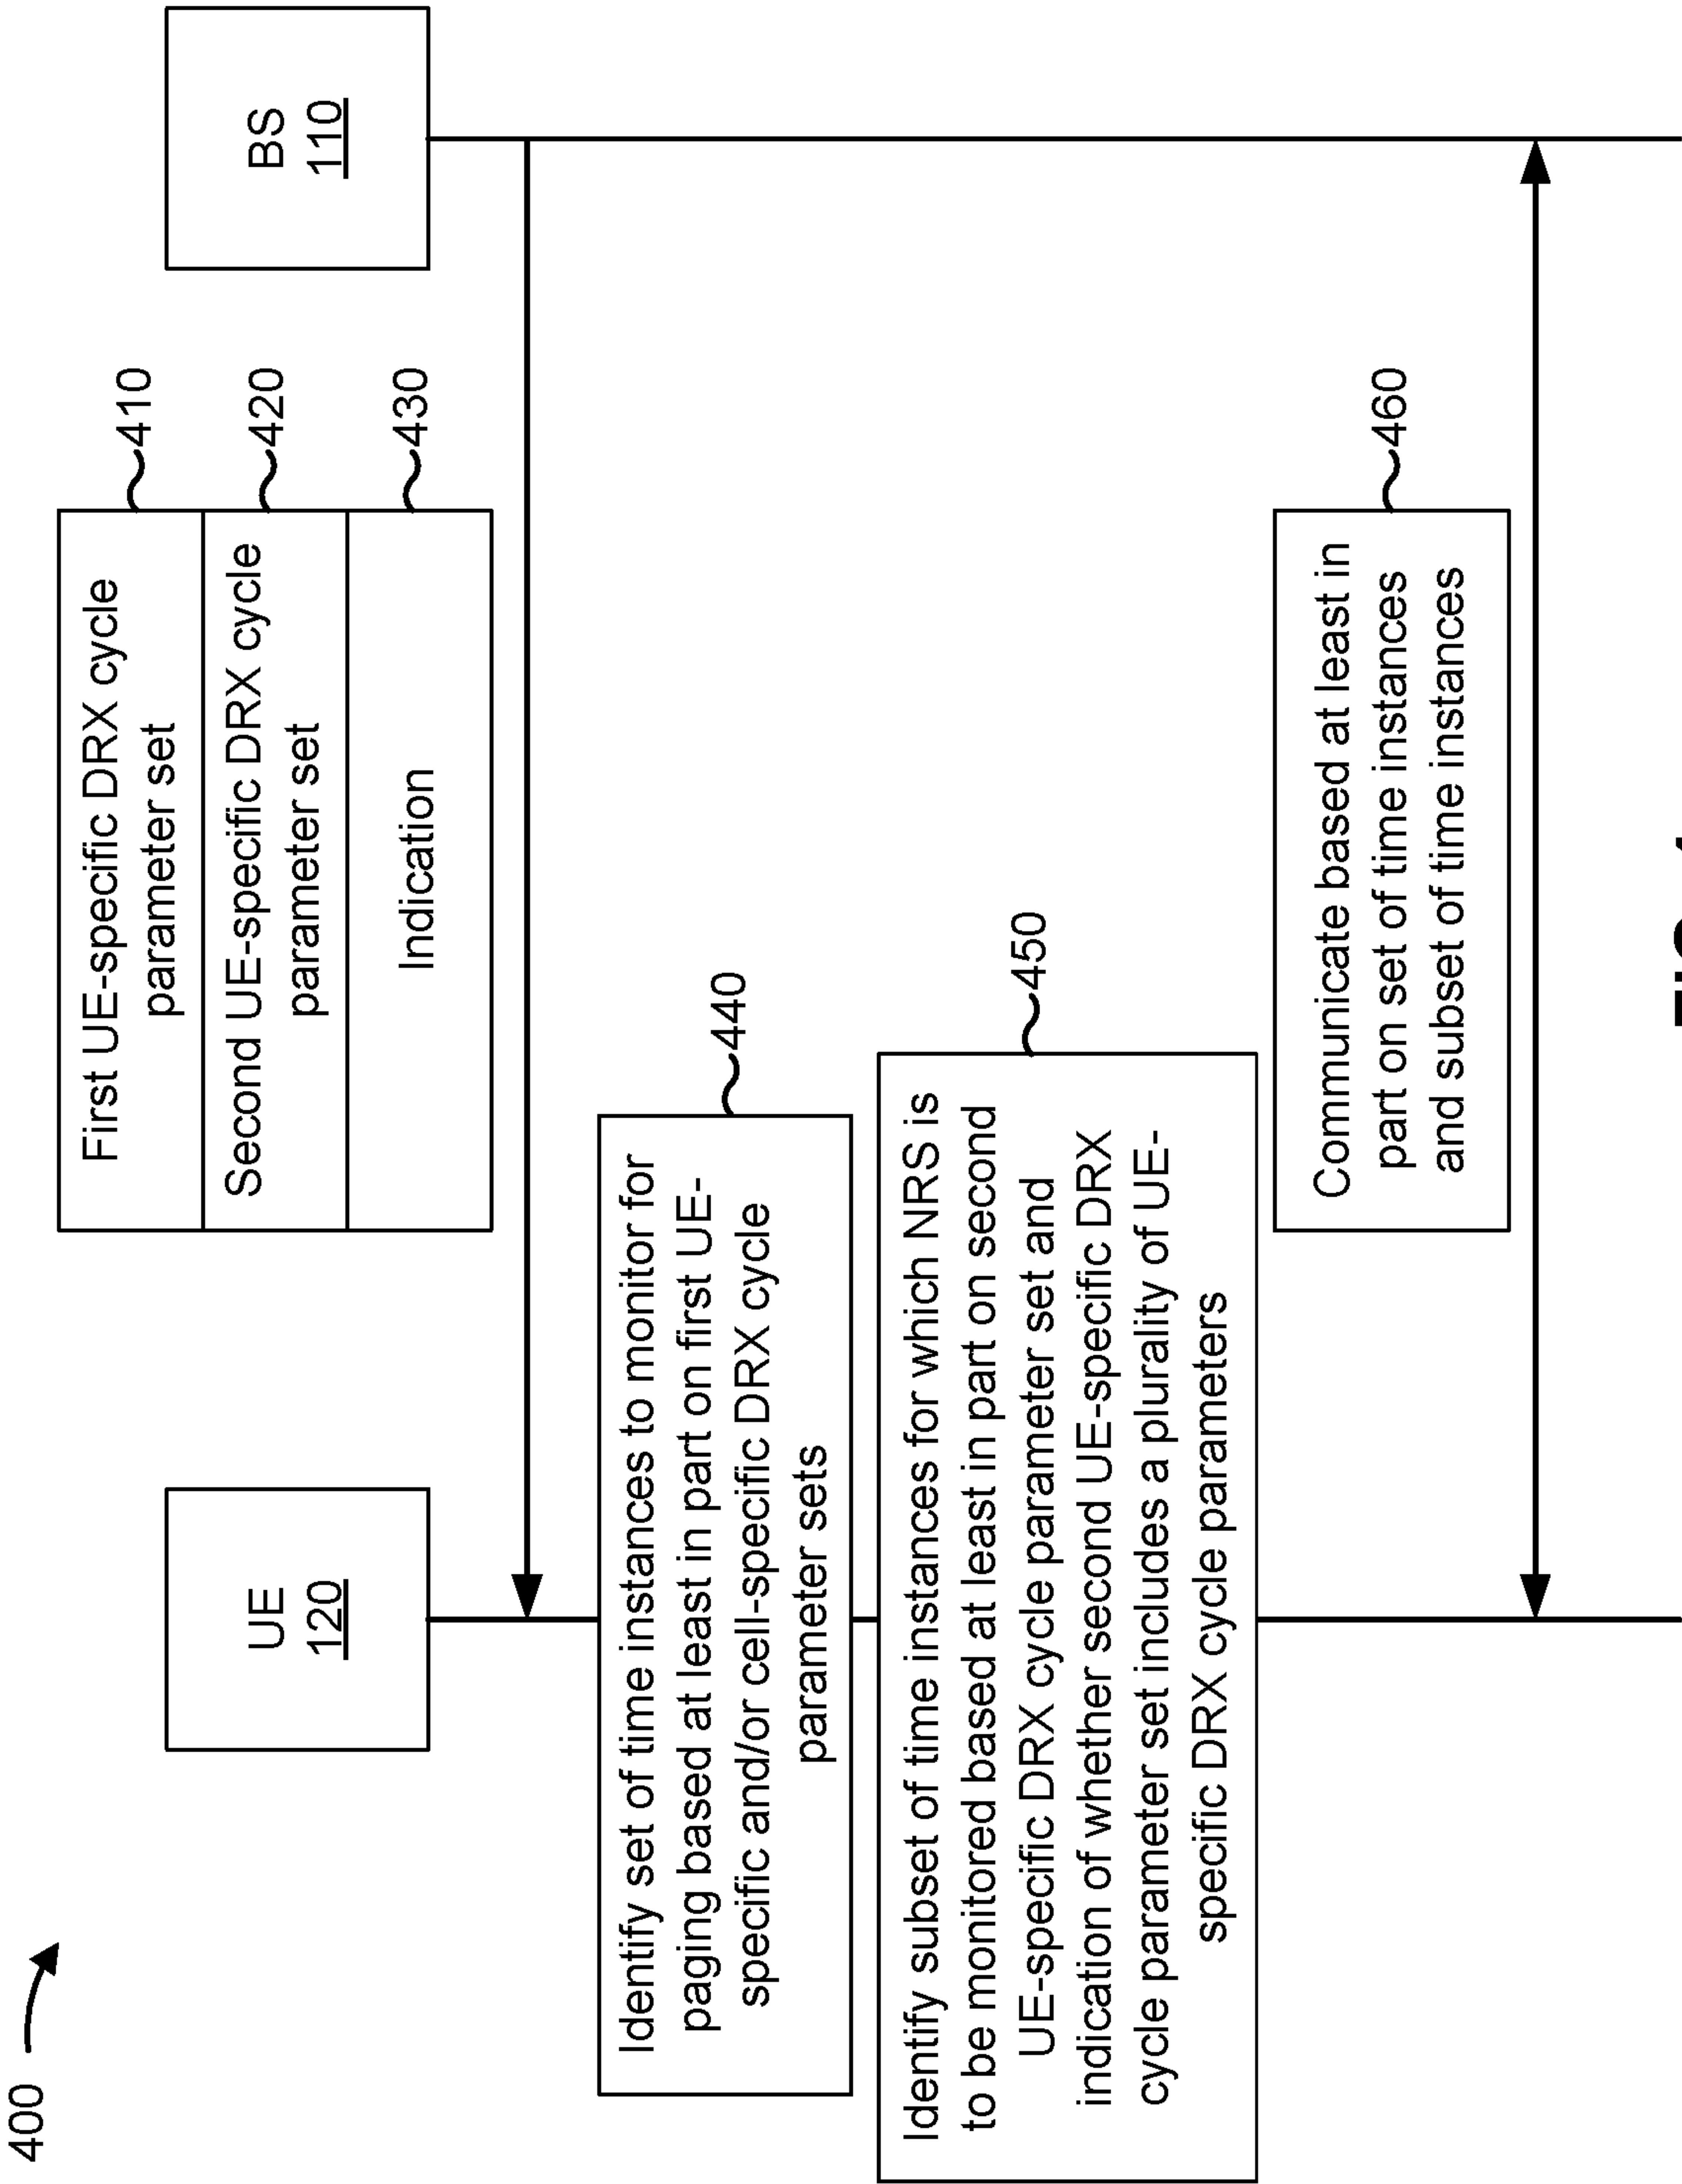 400
UE
120
BS
110
First UE-specific DRX cycle
parameter set
410
Second UE-specific DRX cycle
parameter set
420
Indication
430
Identify set of time instances to monitor for
paging based at least in part on first UE-
specific and/or cell-specific DRX cycle
parameter sets
440
Identify subset of time instances for which NRS is
to be monitored based at least in part on second
UE-specific DRX cycle parameter set and
indication of whether second UE-specific DRX
cycle parameter set includes a plurality of UE-
specific DRX cycle parameters
450
Communicate based at least in
part on set of time instances
and subset of time instances
460